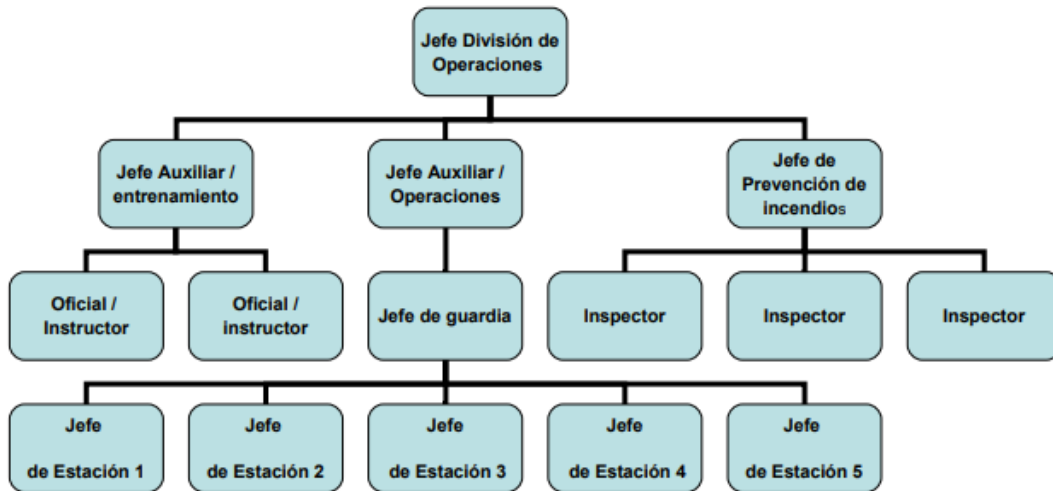 Jefe División de
Operaciones
Jefe Auxiliar /
entrenamiento
Jefe Auxiliar /
Operaciones
Jefe de
Prevención de
incendios
Oficial /
Instructor
Oficial /
instructor
Jefe de guardia
Inspector
Inspector
Inspector
Jefe
de Estación 1
Jefe
de Estación 2
Jefe
de Estación 3
Jefe
de Estación 4
Jefe
de Estación 5